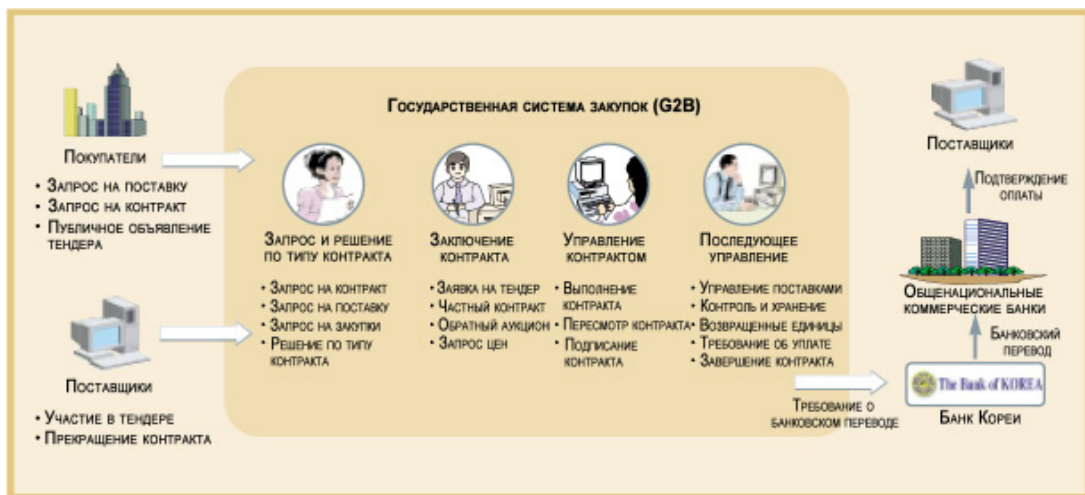 Государственная система закупок (G2B)
Покупатели
• Запрос на поставку
• Запрос на контракт
• Публичное объявление
тендера
Поставщики
• Участие в тендере
• Прекращение контракта
Запрос и решение
по типу контракта
• Запрос на контракт
• Запрос на поставку
• Запрос на закупки
• Решение по типу
контракта
Заключение
контракта
• Заявка на тендер
• Частный контракт
• Обратный аукцион
• Запрос цен
Управление
контрактом
• Выполнение
контракта
• Пересмотр контракта
• Подписание
контракта
Последующее
управление
• Управление поставками
• Контроль и хранение
• Возвращенные единицы
• Требование об уплате
• Завершение контракта
Требование о
банковском переводе
The Bank of KOREA
Банк Кореи
Банковский
перевод
Общенациональные
коммерческие банки
Подтверждение
оплаты
Поставщики